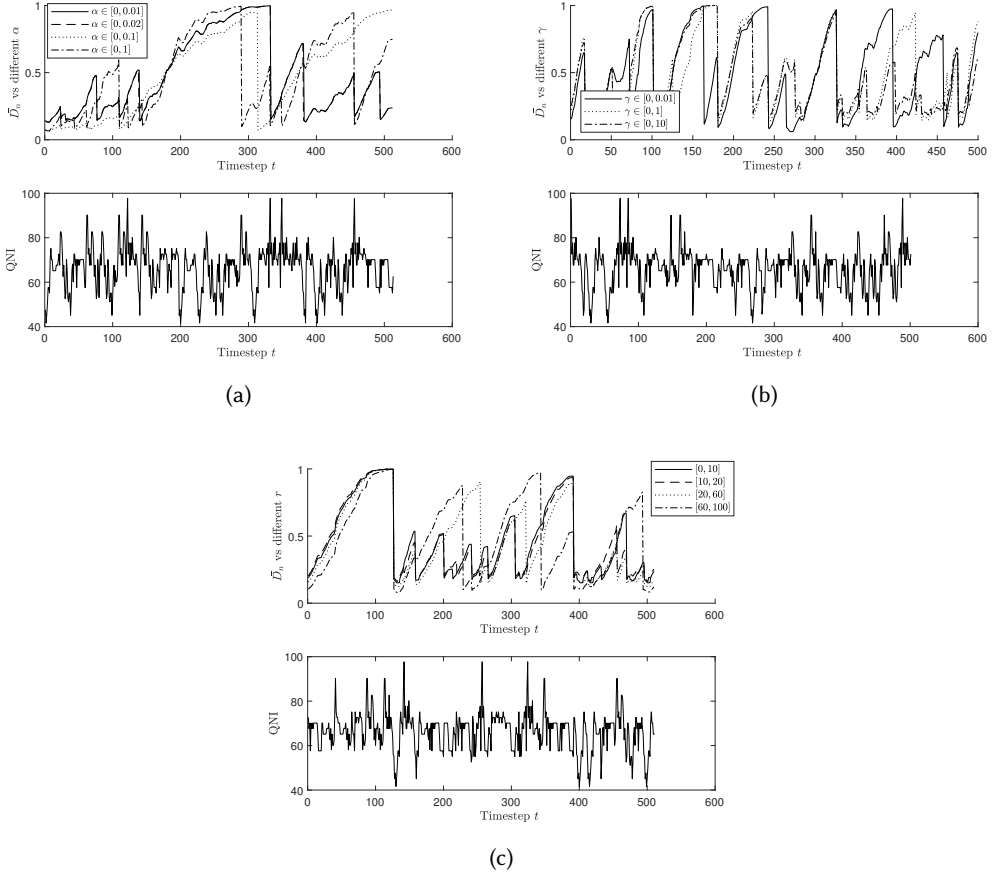 D̄ₙ vs different α
1
0.5
0
α ∈ [0, 0.01]
α ∈ [0, 0.02]
α ∈ [0, 0.1]
α ∈ [0, 1]
0 100 200 300 400 500 600
Timestep t
QNI
100
80
60
40
0 100 200 300 400 500 600
Timestep t
(a)
D̄ₙ vs different γ
1
0.5
0
γ ∈ [0, 0.01]
γ ∈ [0, 1]
γ ∈ [0, 10]
0 50 100 150 200 250 300 350 400 450 500
Timestep t
QNI
100
80
60
40
0 100 200 300 400 500 600
Timestep t
(b)
D̄ₙ vs different r
1
0.5
0
[0, 10]
[10, 20]
[20, 60]
[60, 100]
0 100 200 300 400 500 600
Timestep t
QNI
100
80
60
40
0 100 200 300 400 500 600
Timestep t
(c)